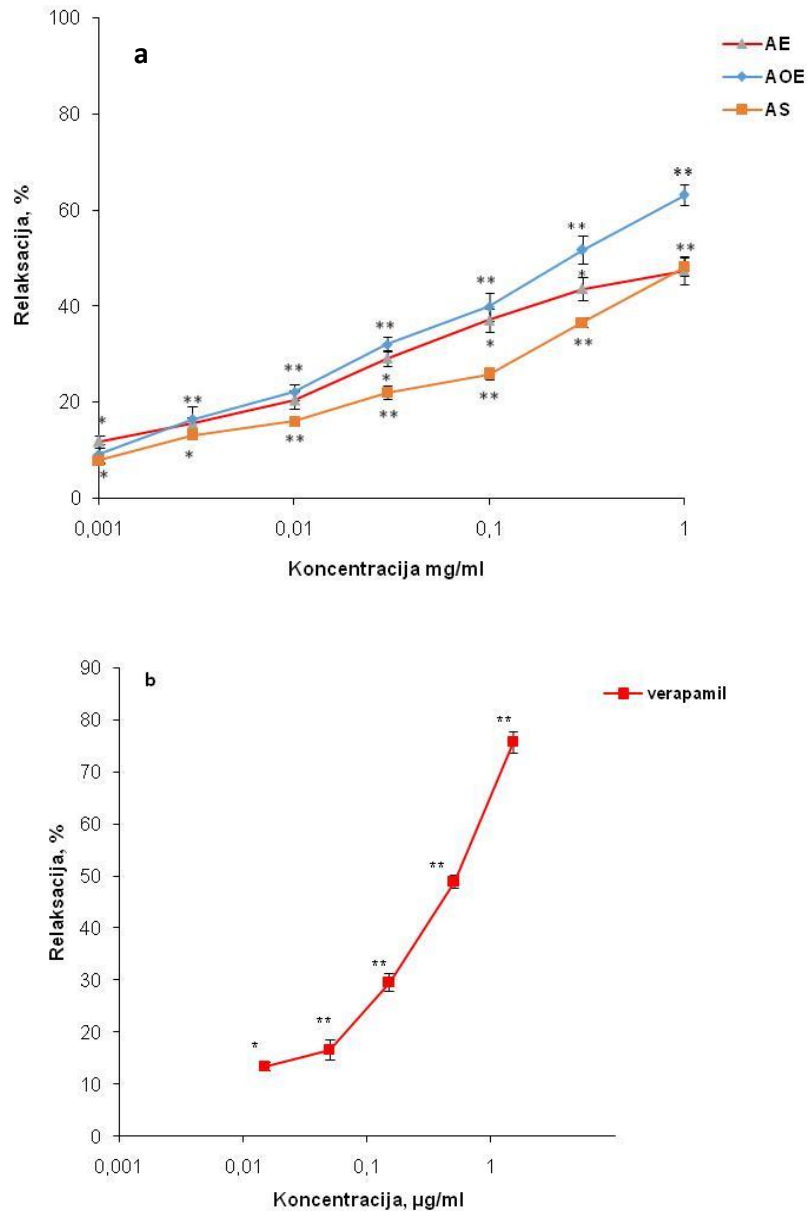 a
100
80
60
40
20
0
Relaksacija, %
** ** * ** ** * ** ** * ** ** * ** ** ** * * *
0,001 0,01 0,1 1
Koncentracija mg/ml
AE
AOE
AS
b
90
80
70
60
50
40
30
20
10
0
Relaksacija, %
* ** ** ** **
0,001 0,01 0,1 1
Koncentracija, µg/ml
verapamil